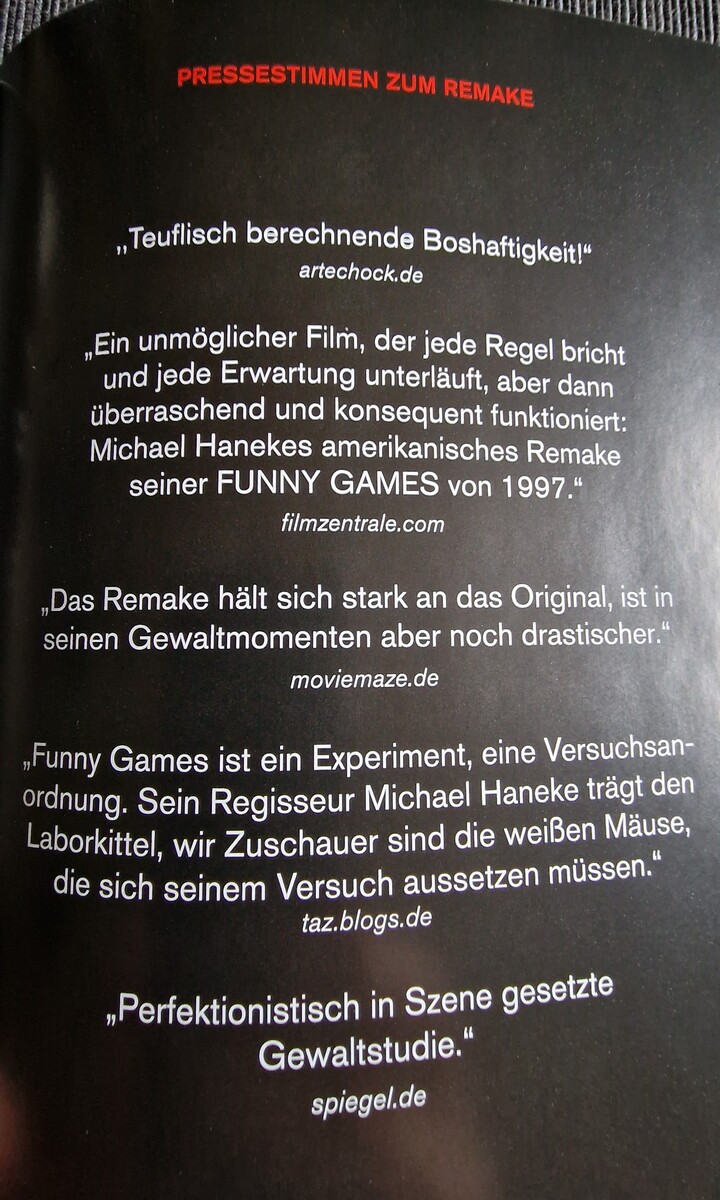 PRESSESTIMMEN ZUM REMAKE
„Teuflisch berechnende Boshaftigkeit!“
artechock.de
„Ein unmöglicher Film, der jede Regel bricht
und jede Erwartung unterläuft, aber dann
überraschend und konsequent funktioniert:
Michael Hanekes amerikanisches Remake
seiner FUNNY GAMES von 1997.“
filmzentrale.com
„Das Remake hält sich stark an das Original, ist in
seinen Gewaltmomenten aber noch drastischer.“
moviemaze.de
„Funny Games ist ein Experiment, eine Versuchsan-
ordnung. Sein Regisseur Michael Haneke trägt den
Laborkittel, wir Zuschauer sind die weißen Mäuse,
die sich seinem Versuch aussetzen müssen.“
taz.blogs.de
„Perfektionistisch in Szene gesetzte
Gewaltstudie.“
spiegel.de